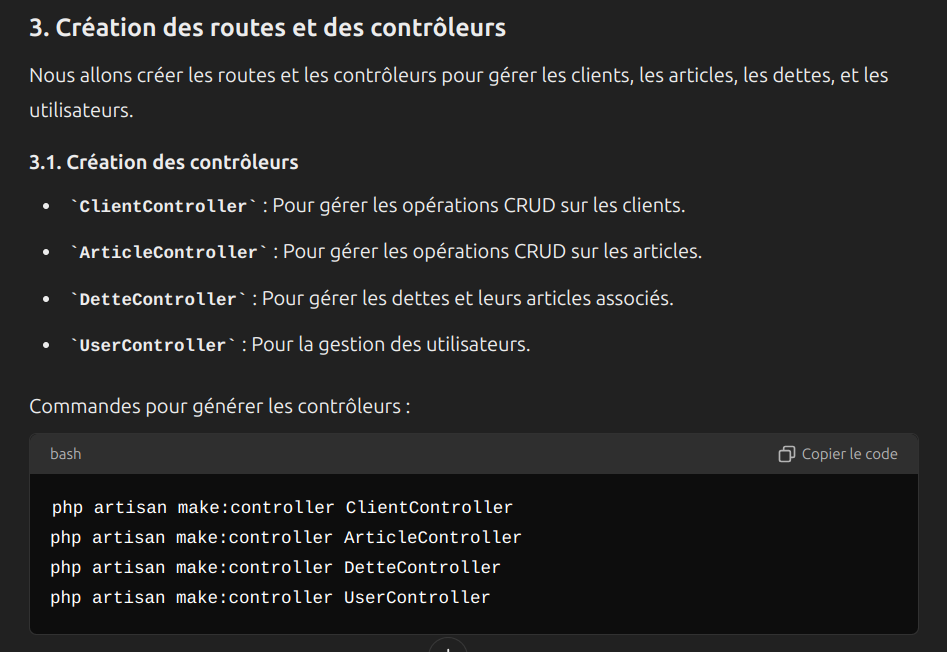 3. Création des routes et des contrôleurs
Nous allons créer les routes et les contrôleurs pour gérer les clients, les articles, les dettes, et les
utilisateurs.
3.1. Création des contrôleurs
• `ClientController` : Pour gérer les opérations CRUD sur les clients.
• `ArticleController` : Pour gérer les opérations CRUD sur les articles.
• `DetteController` : Pour gérer les dettes et leurs articles associés.
• `UserController` : Pour la gestion des utilisateurs.
Commandes pour générer les contrôleurs :
bash Copier le code
php artisan make:controller ClientController
php artisan make:controller ArticleController
php artisan make:controller DetteController
php artisan make:controller UserController